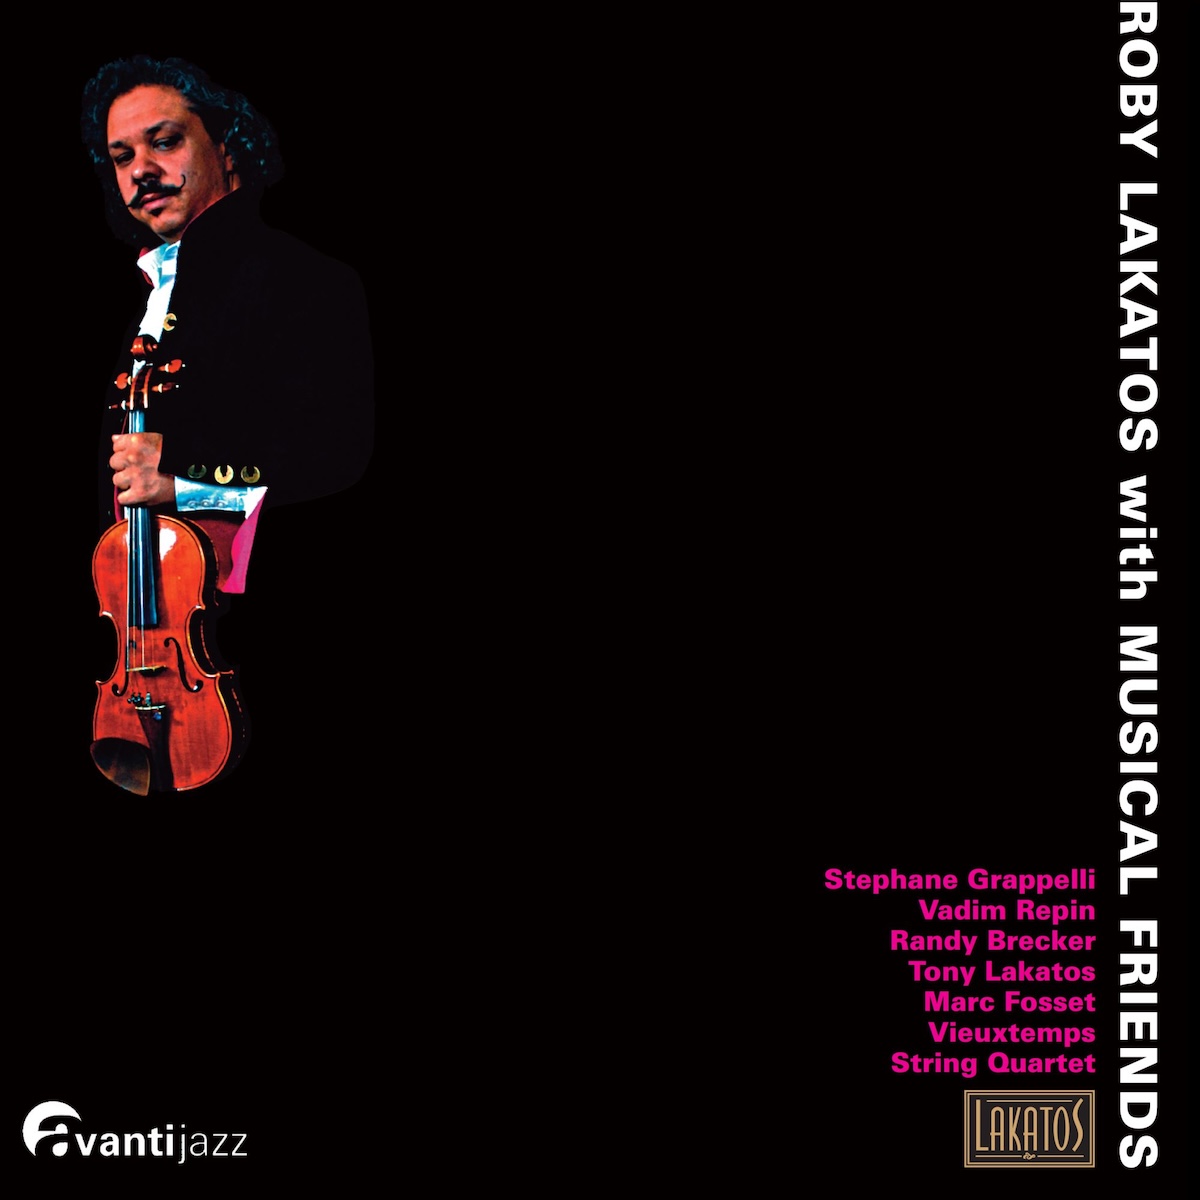 ROBY LAKATOS with MUSICAL FRIENDS
Stephane Grappelli
Vadim Repin
Randy Brecker
Tony Lakatos
Marc Fosset
Vieuxtemps
String Quartet
LAKATOS
avantijazz